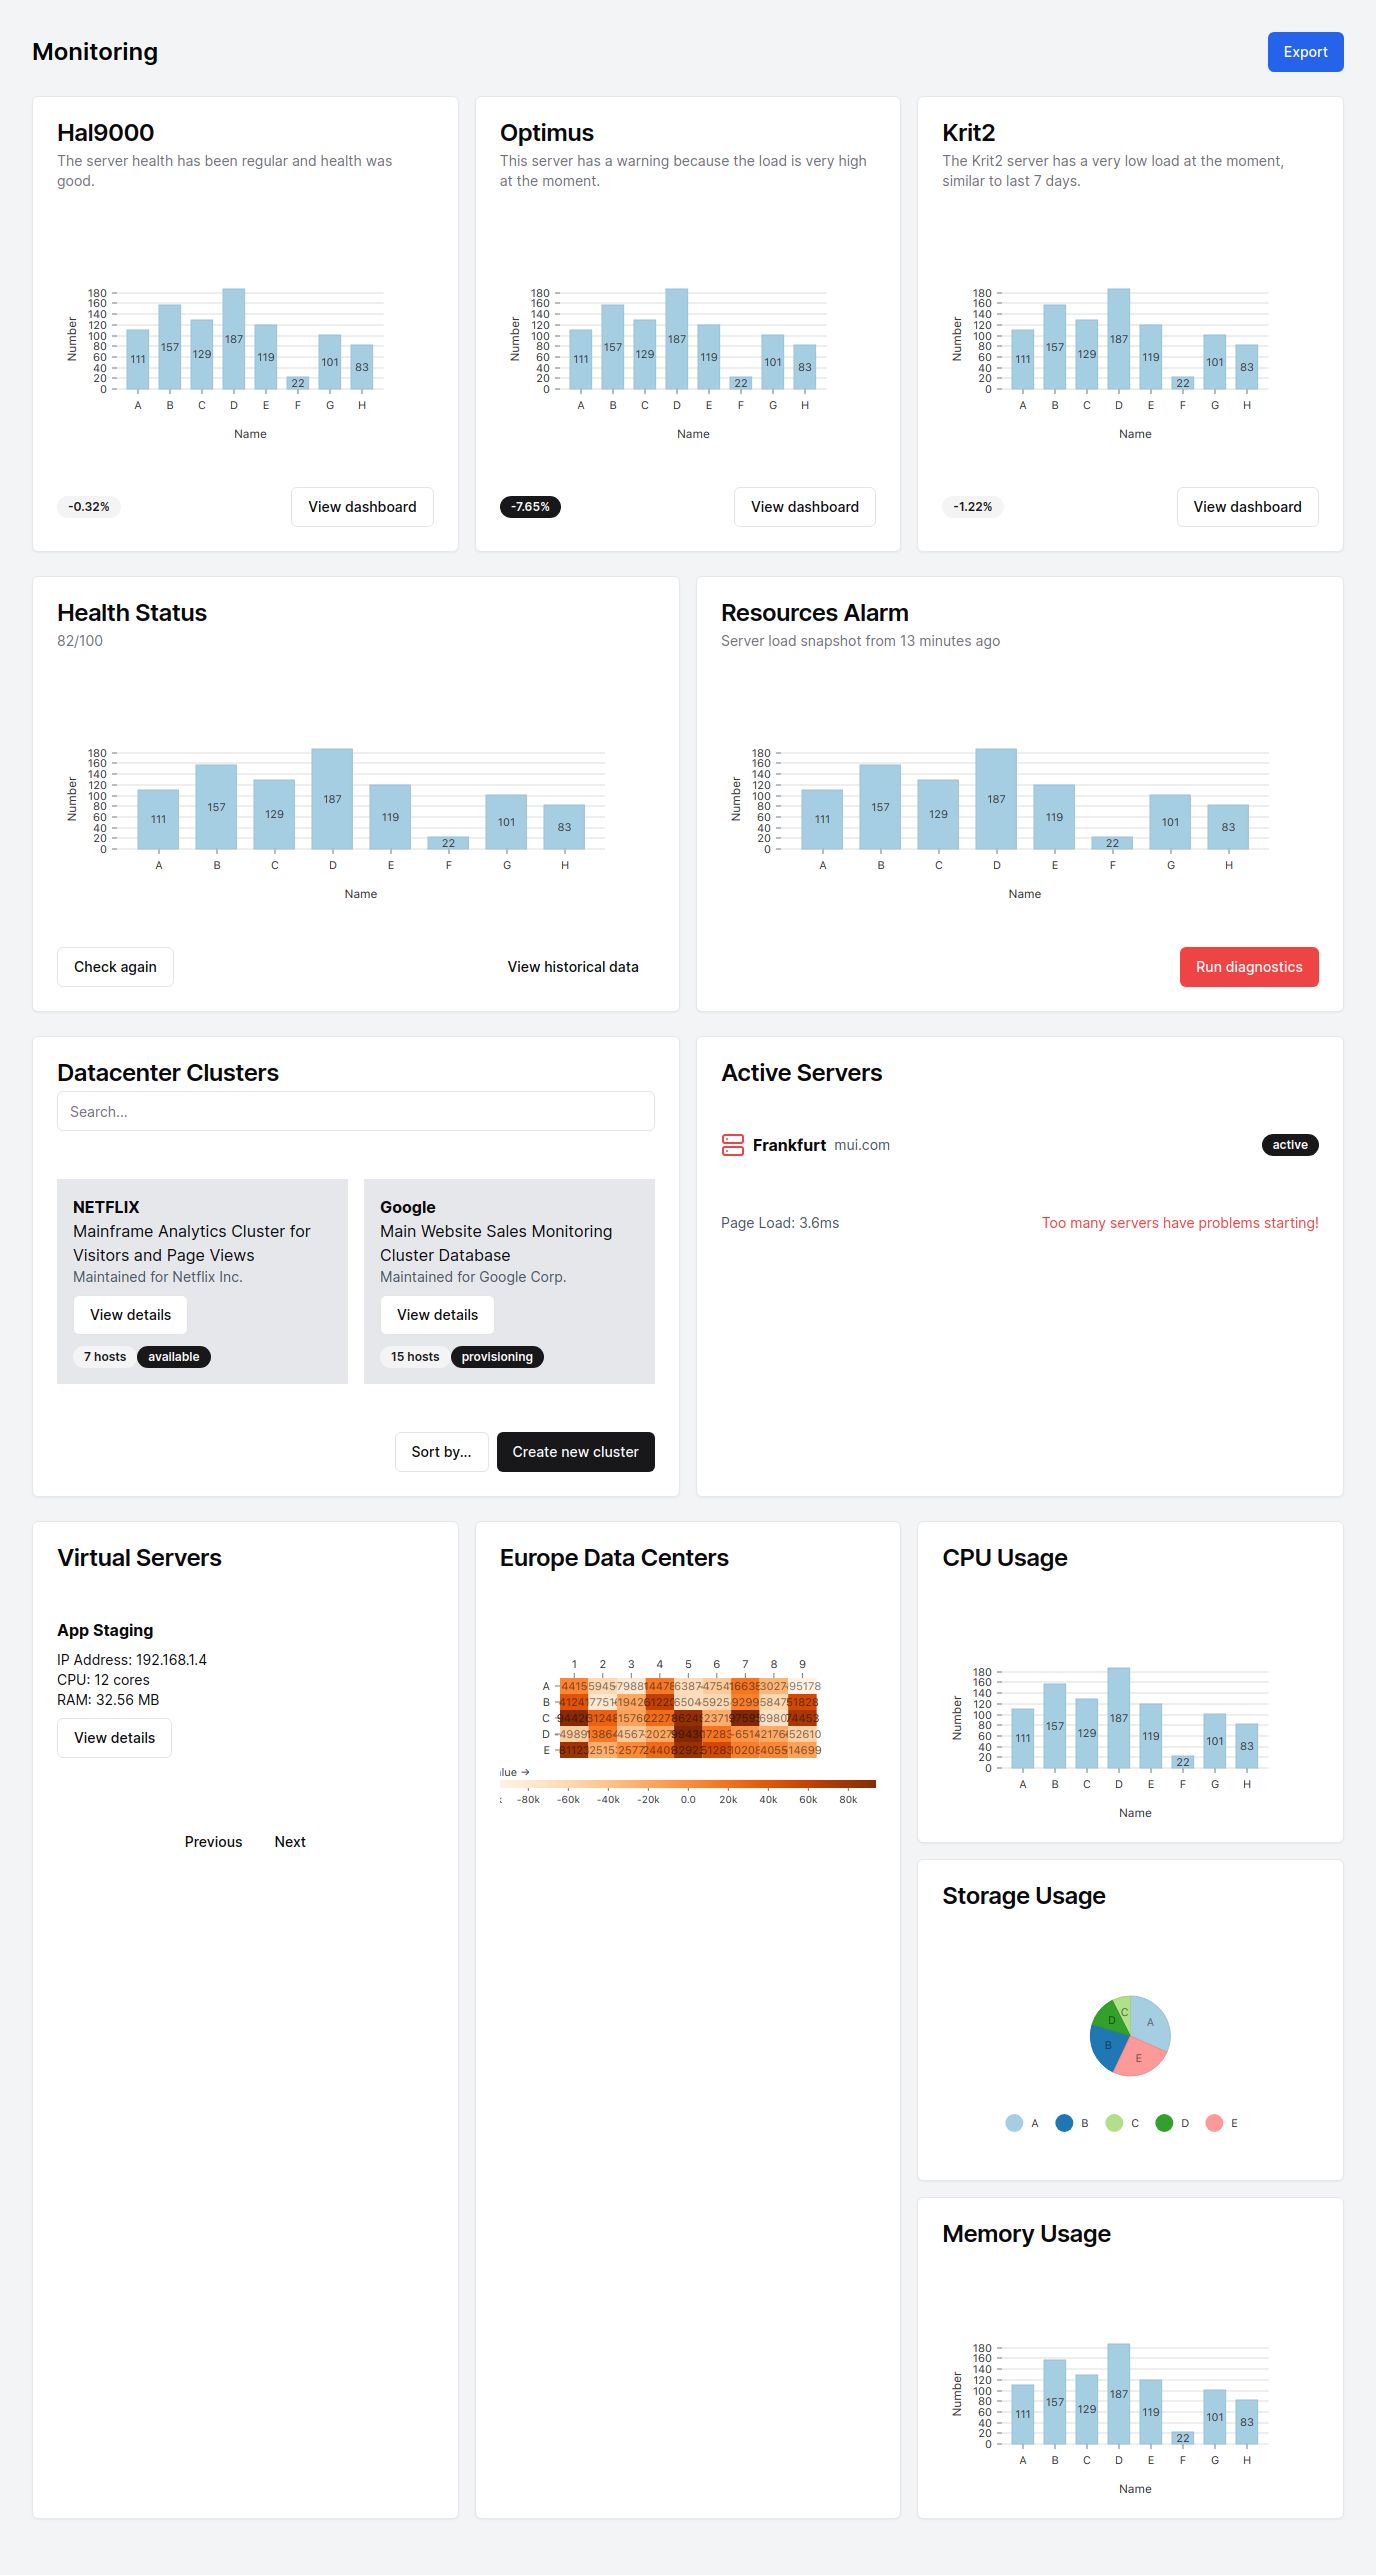 Monitoring
Export
Hal9000
The server health has been regular and health was
good.
180
160
140
120
100
80
60
40
20
0
Number
111
157
129
187
119
22
101
83
A B C D E F G H
Name
-0.32%
View dashboard
Optimus
This server has a warning because the load is very high
at the moment.
180
160
140
120
100
80
60
40
20
0
Number
111
157
129
187
119
22
101
83
A B C D E F G H
Name
-7.65%
View dashboard
Krit2
The Krit2 server has a very low load at the moment,
similar to last 7 days.
180
160
140
120
100
80
60
40
20
0
Number
111
157
129
187
119
22
101
83
A B C D E F G H
Name
-1.22%
View dashboard
Health Status
82/100
180
160
140
120
100
80
60
40
20
0
Number
111
157
129
187
119
22
101
83
A B C D E F G H
Name
Check again
View historical data
Resources Alarm
Server load snapshot from 13 minutes ago
180
160
140
120
100
80
60
40
20
0
Number
111
157
129
187
119
22
101
83
A B C D E F G H
Name
Run diagnostics
Datacenter Clusters
Search...
NETFLIX
Mainframe Analytics Cluster for
Visitors and Page Views
Maintained for Netflix Inc.
View details
7 hosts available
Google
Main Website Sales Monitoring
Cluster Database
Maintained for Google Corp.
View details
15 hosts provisioning
Sort by...
Create new cluster
Active Servers
Frankfurt mui.com
active
Page Load: 3.6ms
Too many servers have problems starting!
Virtual Servers
App Staging
IP Address: 192.168.1.4
CPU: 12 cores
RAM: 32.56 MB
View details
Previous Next
Europe Data Centers
1 2 3 4 5 6 7 8 9
A
B
C
D
E
-80k -60k -40k -20k 0.0 20k 40k 60k 80k
CPU Usage
180
160
140
120
100
80
60
40
20
0
Number
111
157
129
187
119
22
101
83
A B C D E F G H
Name
Storage Usage
C
A
D
B
E
A B C D E
Memory Usage
180
160
140
120
100
80
60
40
20
0
Number
111
157
129
187
119
22
101
83
A B C D E F G H
Name